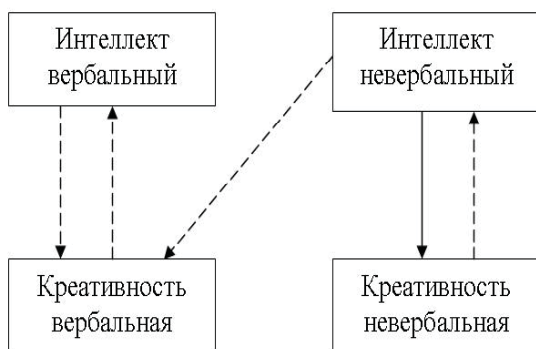 Интеллект
вербальный
Интеллект
невербальный
Креативность
вербальная
Креативность
невербальная